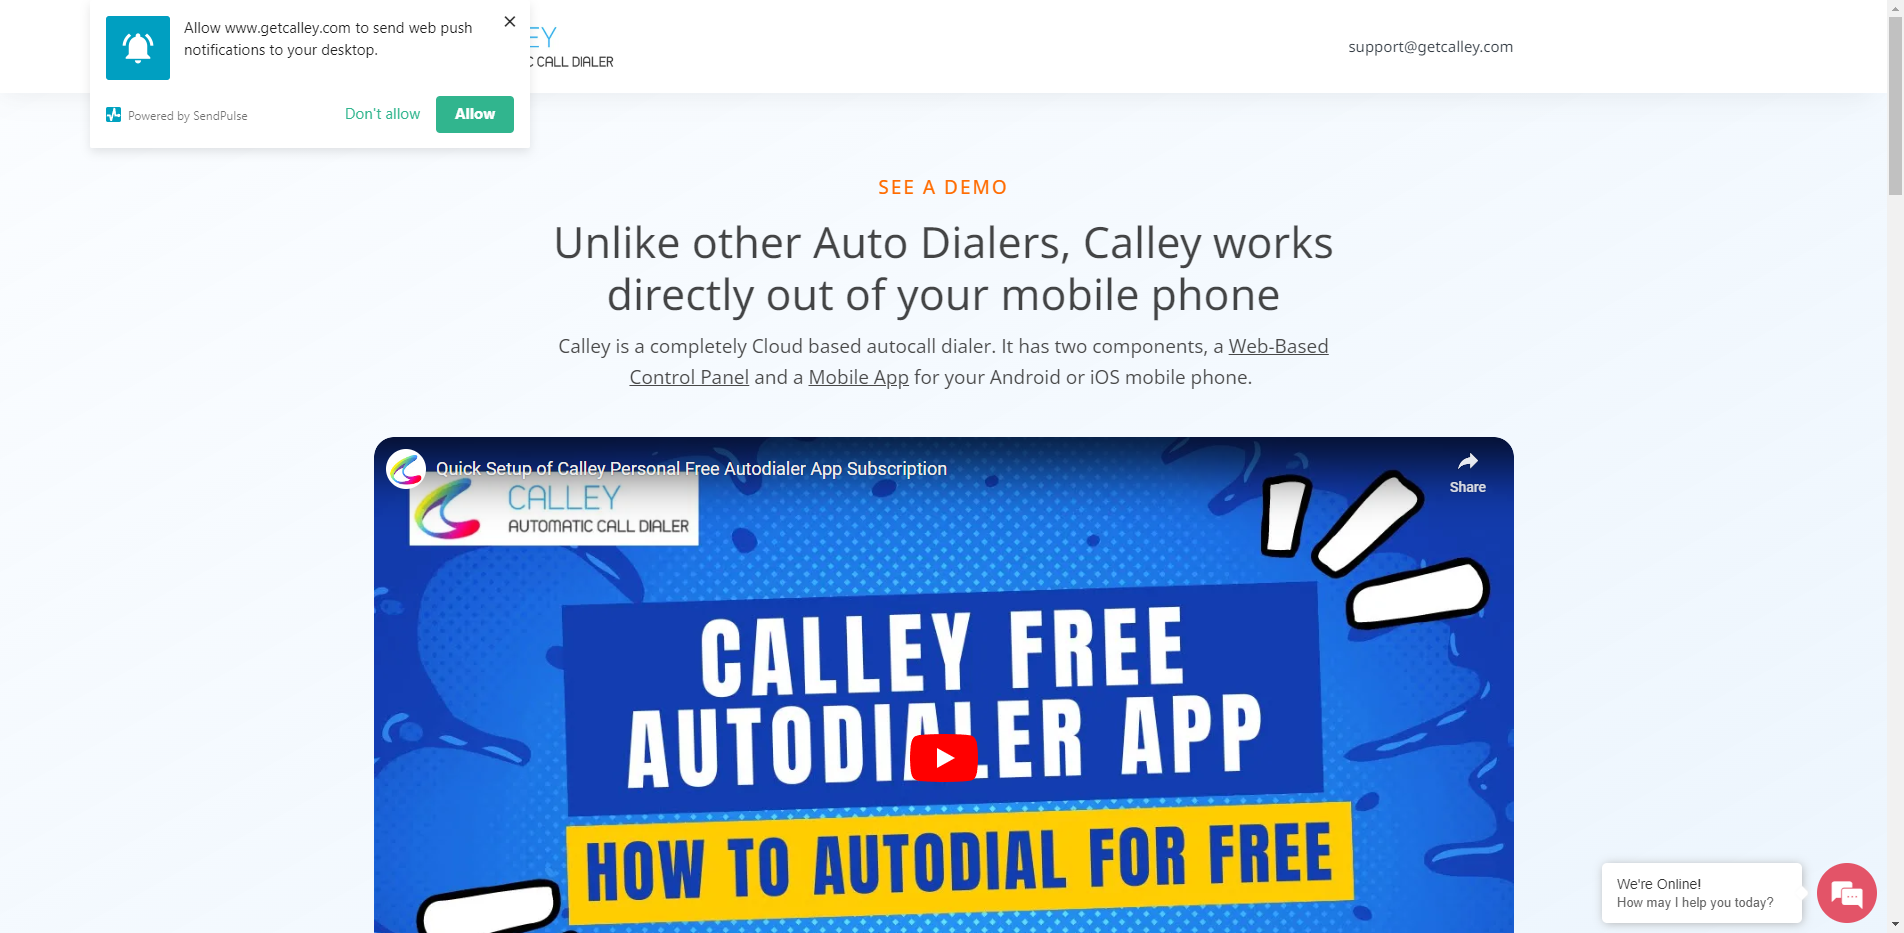 Allow www.getcalley.com to send web push
notifications to your desktop.
Powered by SendPulse
Don't allow
Allow
EY
CALL DIALER
support@getcalley.com
SEE A DEMO
Unlike other Auto Dialers, Calley works
directly out of your mobile phone
Calley is a completely Cloud based autocall dialer. It has two components, a Web-Based
Control Panel and a Mobile App for your Android or iOS mobile phone.
Quick Setup of Calley Personal Free Autodialer App Subscription
Share
CALLEY
AUTOMATIC CALL DIALER
CALLEY FREE
AUTODIALER APP
HOW TO AUTODIAL FOR FREE
We're Online!
How may I help you today?